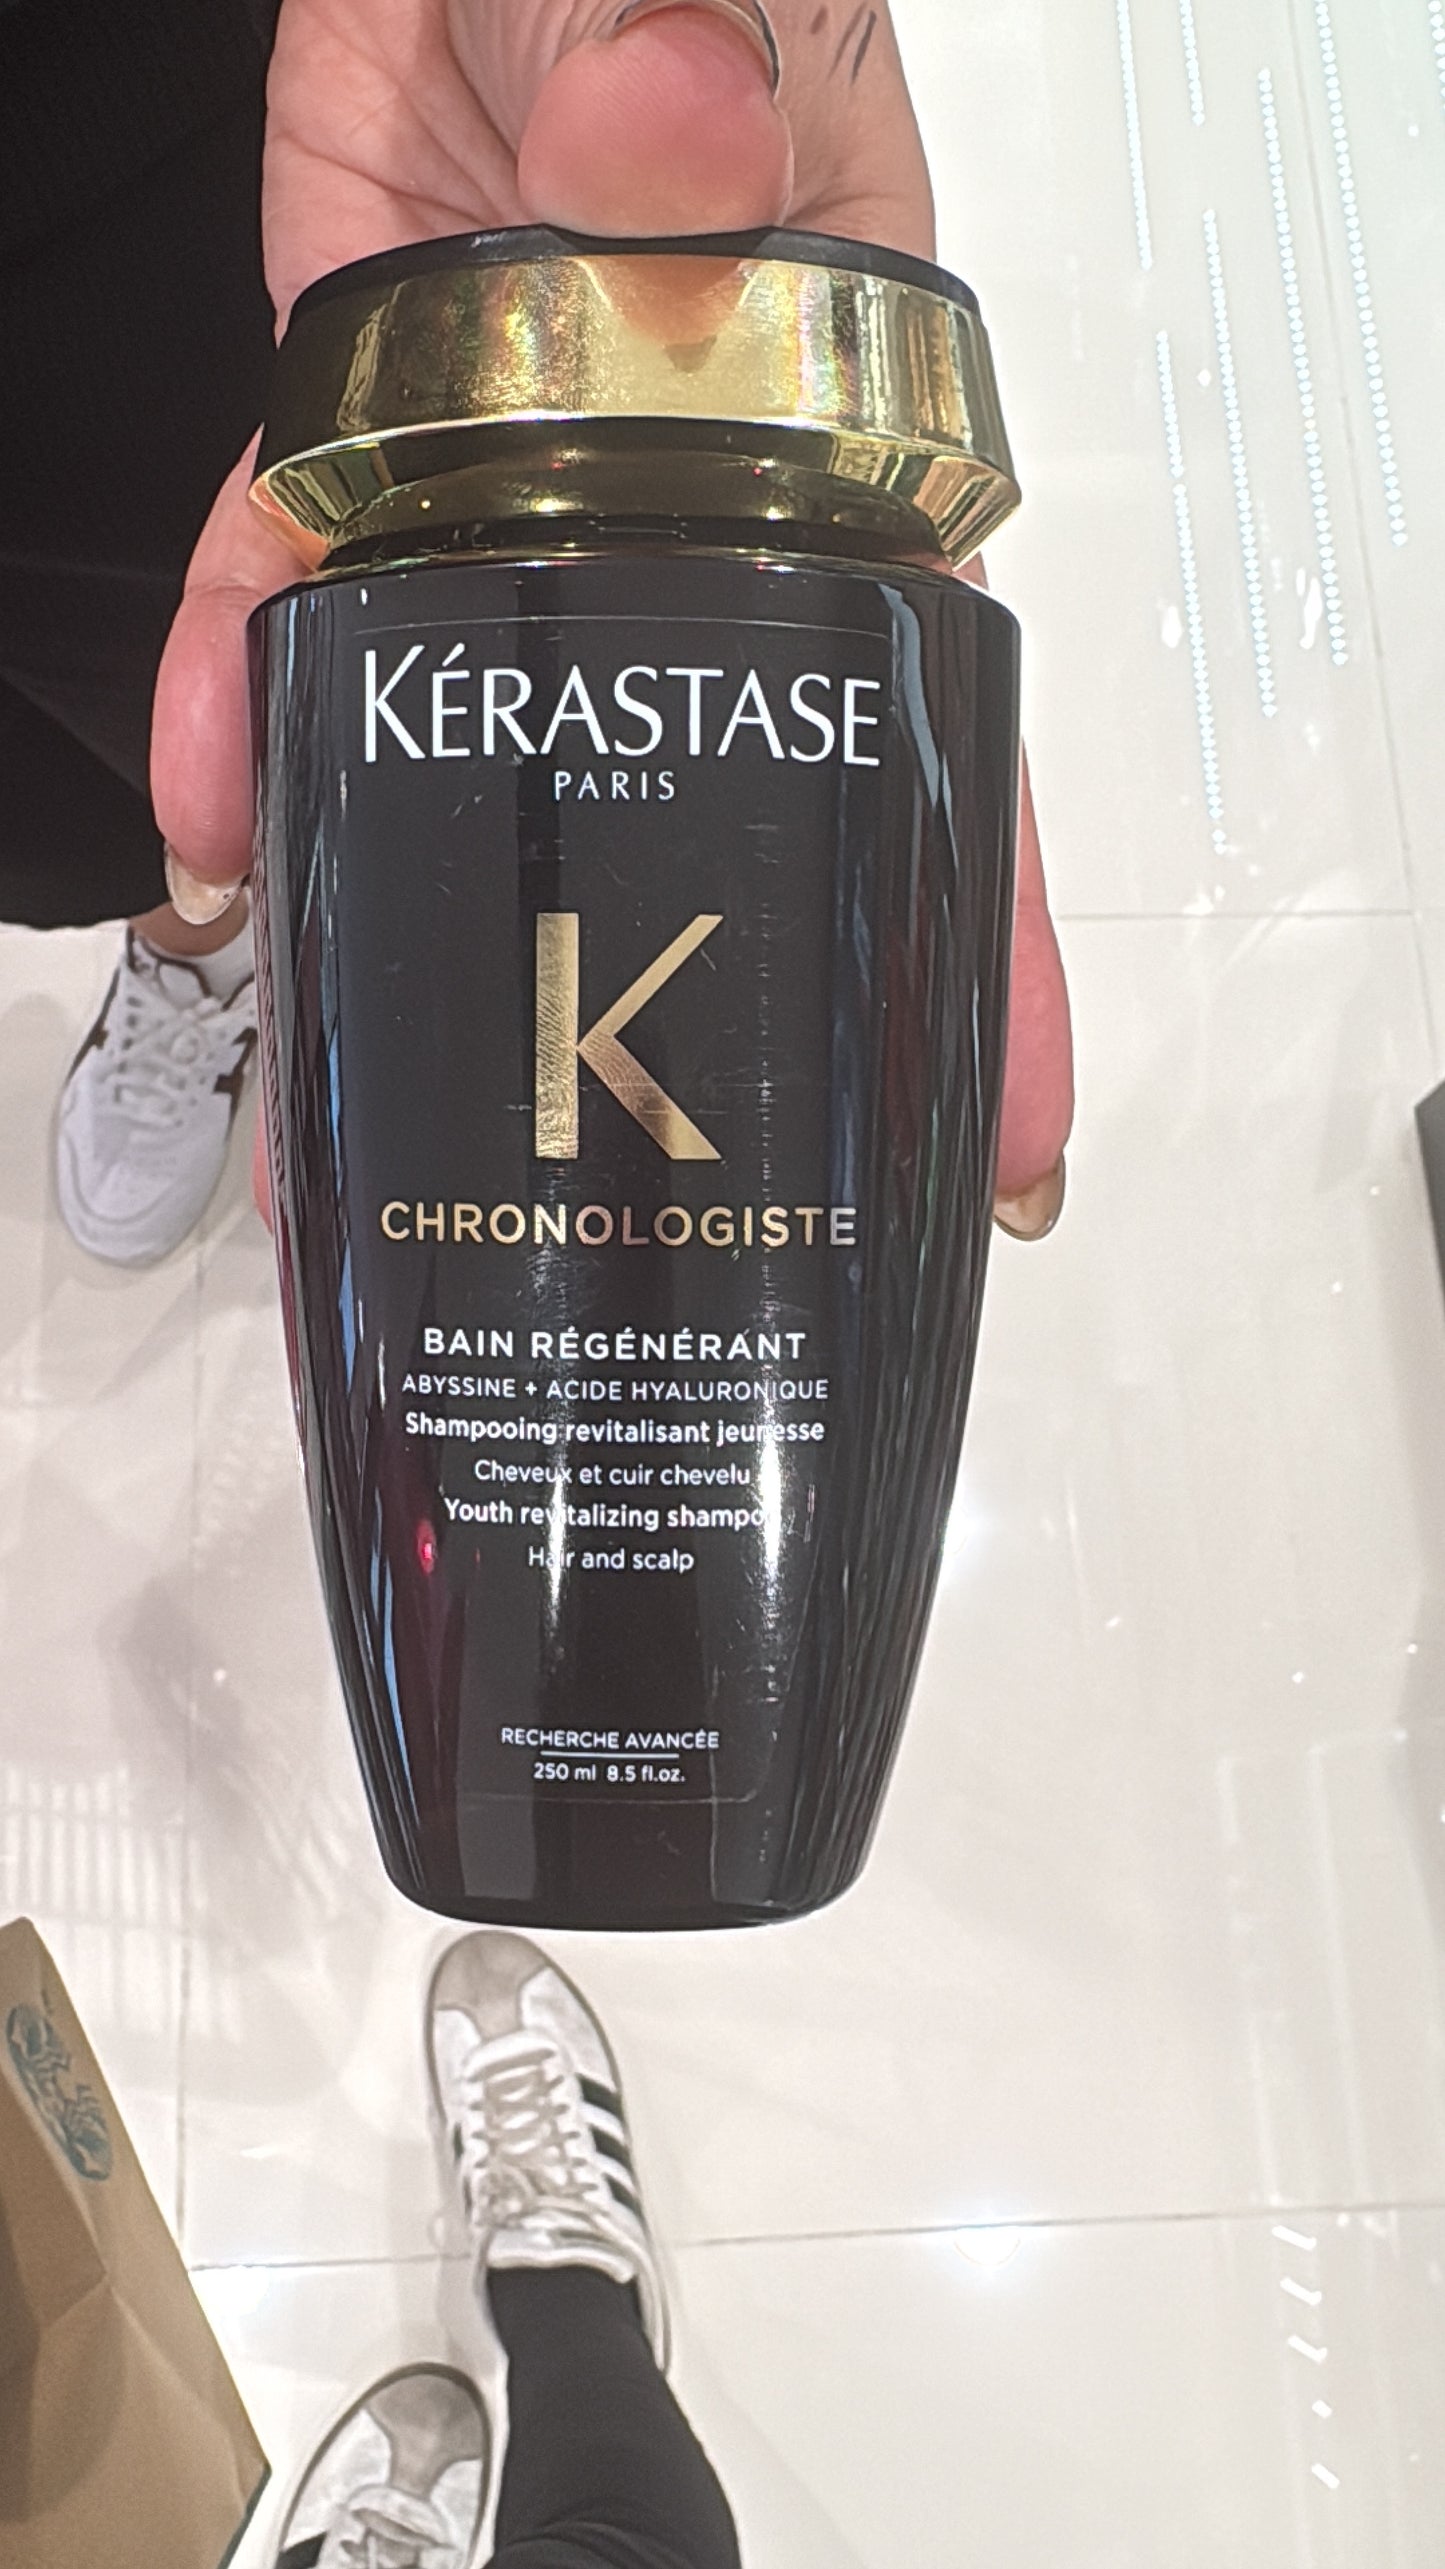 KÉRASTASE
PARIS
K
CHRONOLOGISTE
BAIN RÉGÉNÉRANT
ABYSSINE + ACIDE HYALURONIQUE
Shampooing revitalisant jeunesse
Cheveux et cuir chevelu
Youth revitalizing shampoo
Hair and scalp
RECHERCHE AVANCÉE
250 ml 8.5 fl.oz.